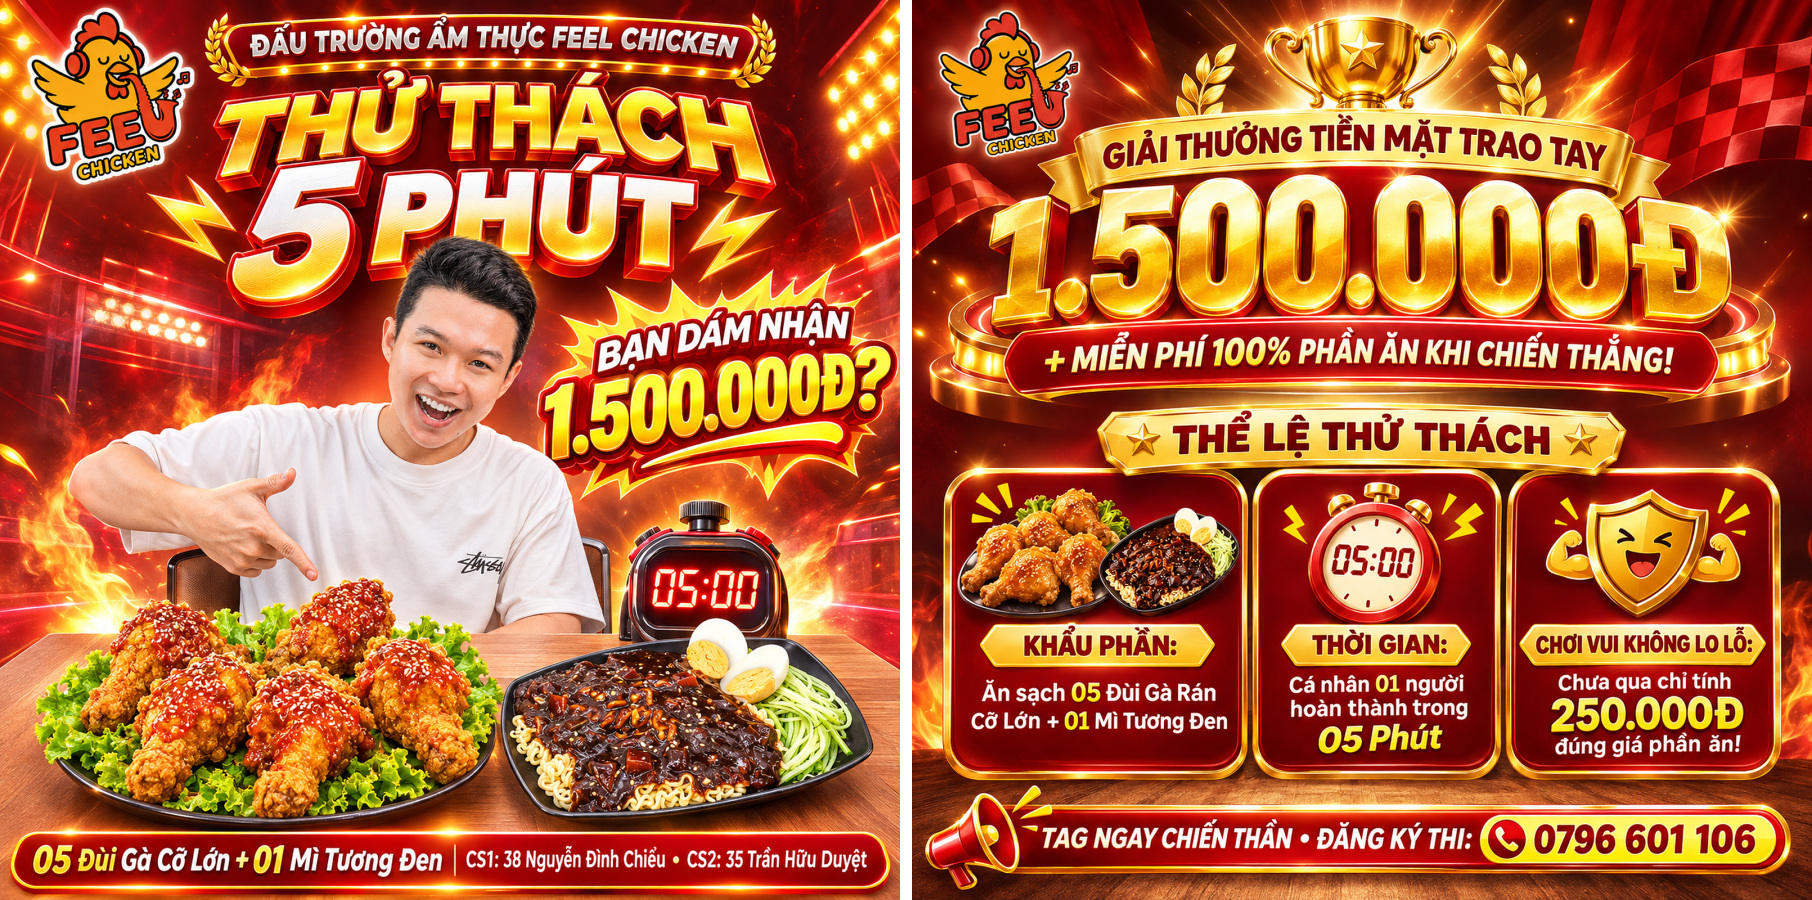 FEEL
CHICKEN
ĐẤU TRƯỜNG ẨM THỰC FEEL CHICKEN
THỬ THÁCH
5 PHÚT
BẠN DÁM NHẬN
1.500.000Đ?
Stüssy
05:00
05 Đùi Gà Cỡ Lớn + 01 Mì Tương Đen | CS1: 38 Nguyễn Đình Chiểu • CS2: 35 Trần Hữu Duyệt
FEEL
CHICKEN
GIẢI THƯỞNG TIỀN MẶT TRAO TAY
1.500.000Đ
+ MIỄN PHÍ 100% PHẦN ĂN KHI CHIẾN THẮNG!
THỂ LỆ THỬ THÁCH
KHẨU PHẦN:
Ăn sạch 05 Đùi Gà Rán
Cỡ Lớn + 01 Mì Tương Đen
05:00
THỜI GIAN:
Cá nhân 01 người
hoàn thành trong
05 Phút
CHƠI VUI KHÔNG LO LỖ:
Chưa qua chỉ tính
250.000Đ
đúng giá phần ăn!
TAG NGAY CHIẾN THẦN • ĐĂNG KÝ THI: 0796 601 106